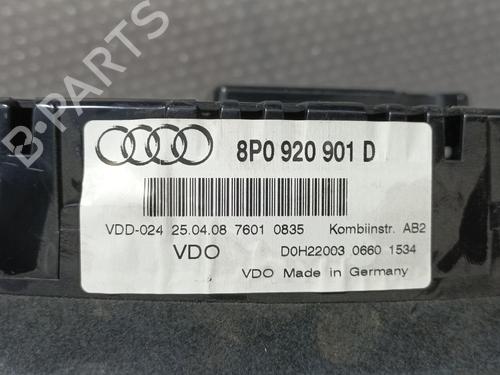 8P0 920 901 D
VDD-024 25.04.08 7601 0835 Kombiinstr. AB2
VDO D0H22003 0660 1534
VDO Made in Germany
B-PARTS